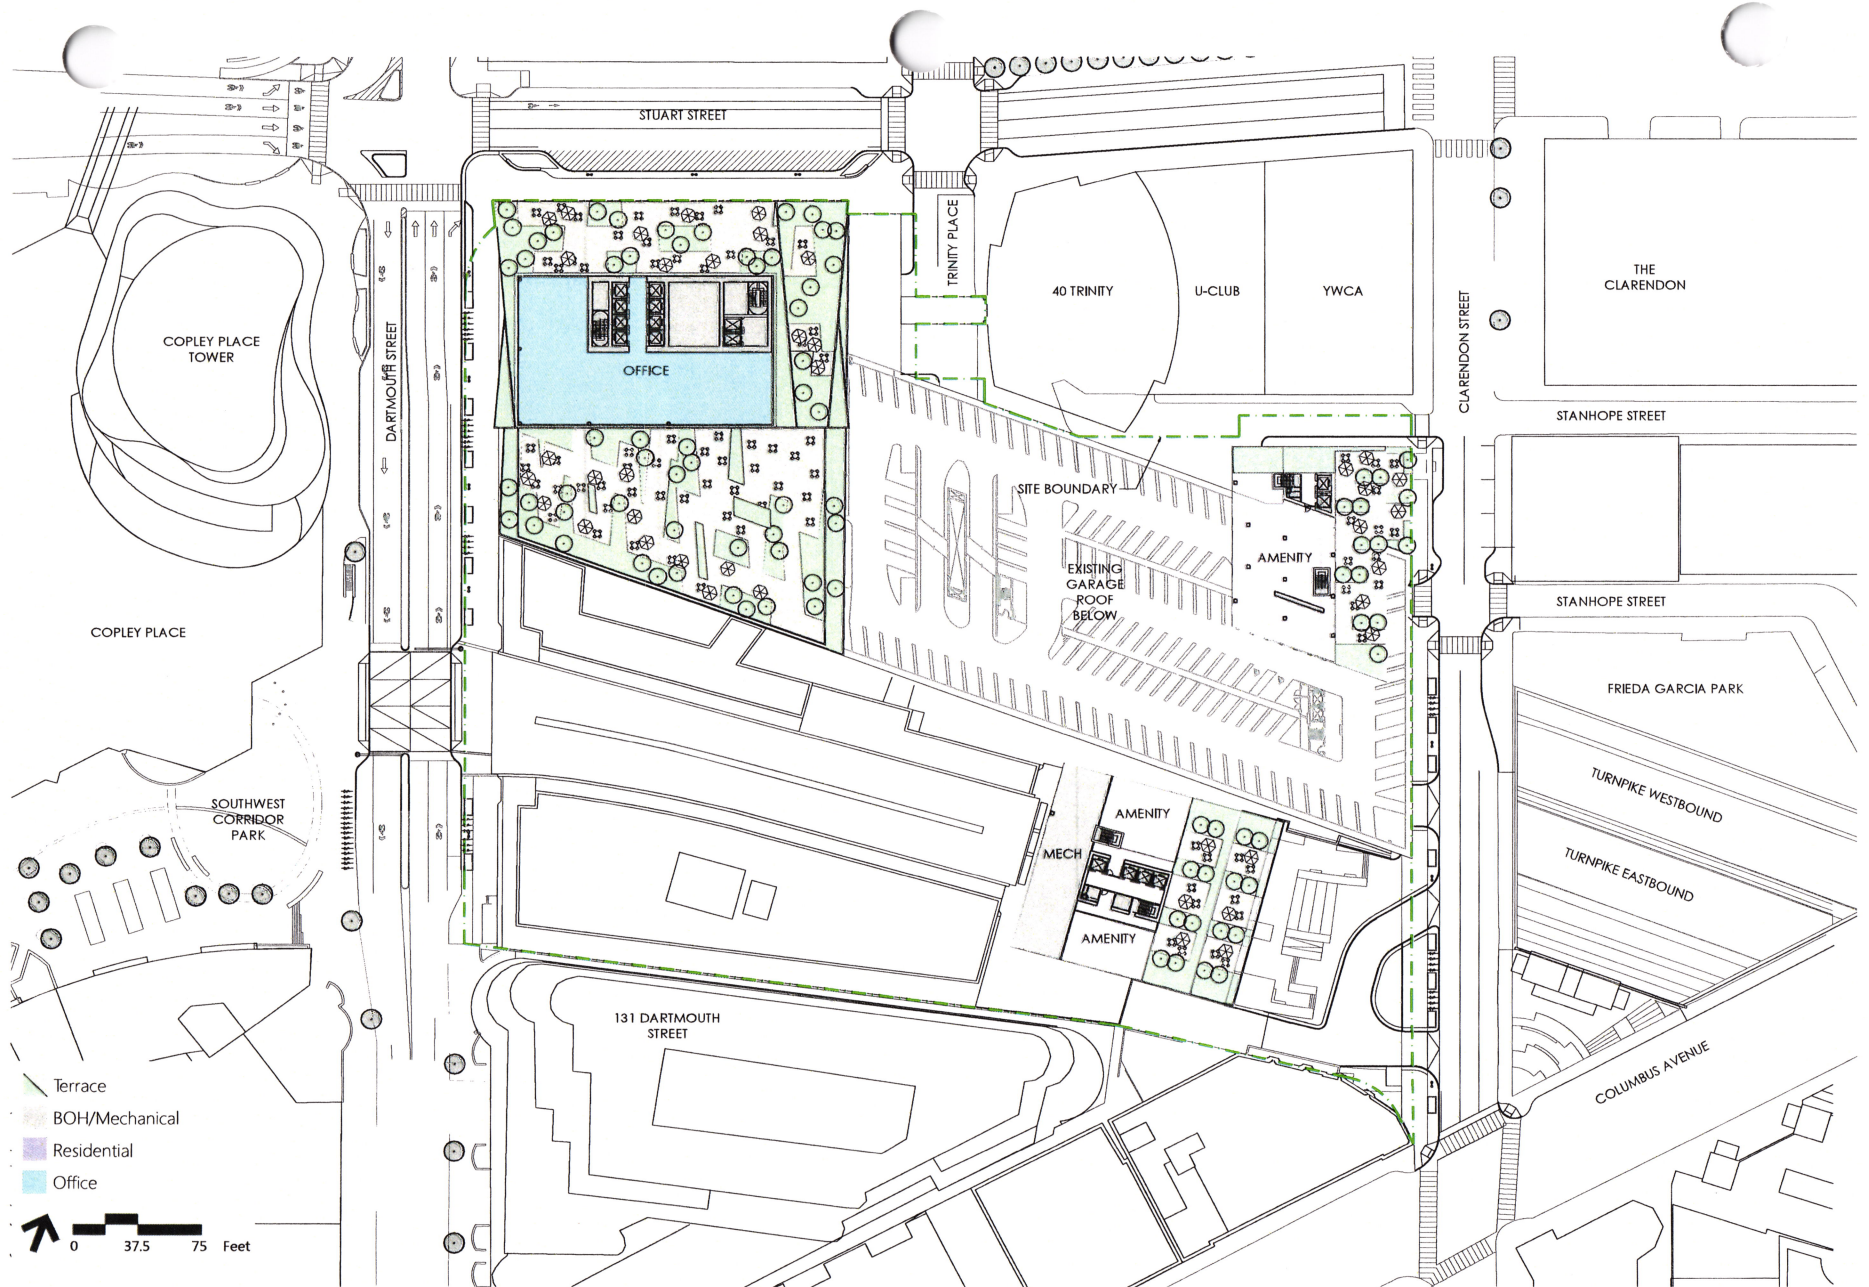 STUART STREET
TRINITY PLACE
40 TRINITY
U-CLUB
YWCA
THE
CLARENDON
CLARENDON STREET
COPLEY PLACE
TOWER
DARTMOUTH STREET
OFFICE
STANHOPE STREET
SITE BOUNDARY
AMENITY
EXISTING
GARAGE
ROOF
BELOW
STANHOPE STREET
COPLEY PLACE
FRIEDA GARCIA PARK
TURNPIKE WESTBOUND
SOUTHWEST
CORRIDOR
PARK
AMENITY
MECH
TURNPIKE EASTBOUND
AMENITY
131 DARTMOUTH
STREET
COLUMBUS AVENUE
Terrace
BOH/Mechanical
Residential
Office
0 37.5 75 Feet